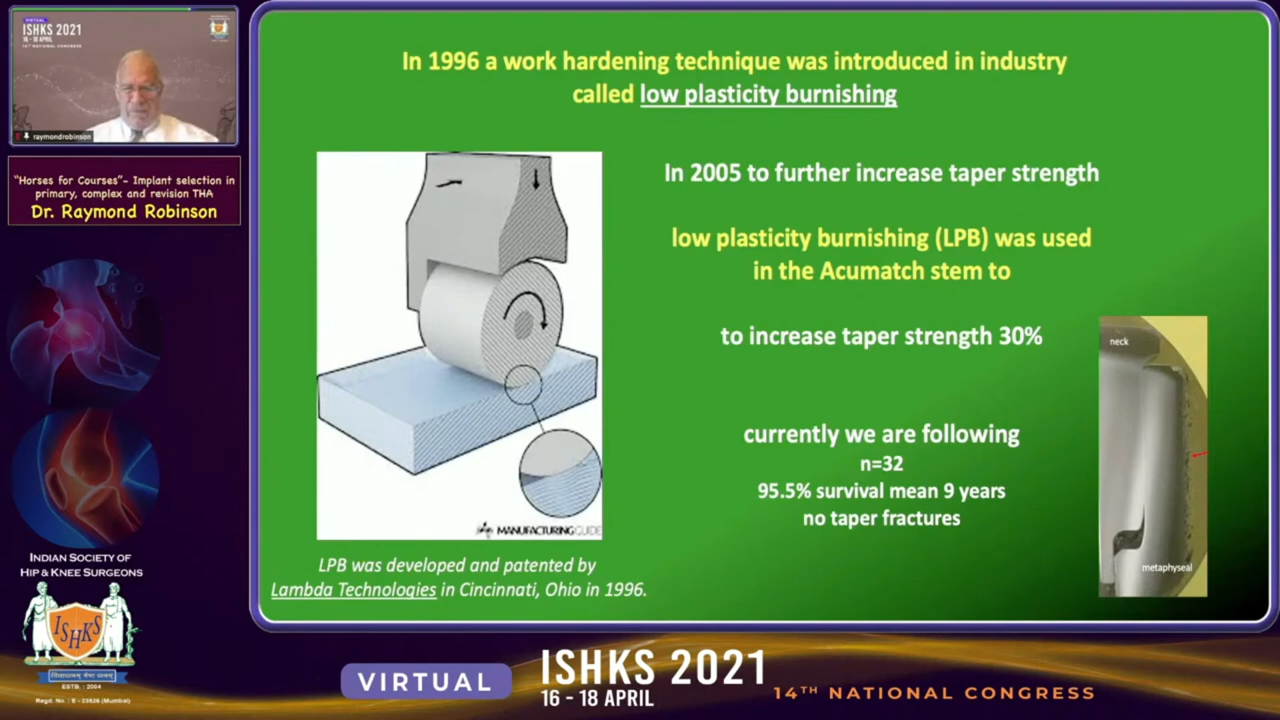 VIRTUAL
ISHKS 2021
16 - 18 APRIL
14TH NATIONAL CONGRESS
raymondrobinson
"Horses for Courses"- Implant selection in
primary, complex and revision THA
Dr. Raymond Robinson
INDIAN SOCIETY OF
HIP & KNEE SURGEONS
ISHKS
ESTB. : 2004
Regd. No. : E - 23526 (Mumbai)
In 1996 a work hardening technique was introduced in industry
called low plasticity burnishing
MANUFACTURINGGUIDE
LPB was developed and patented by
Lambda Technologies in Cincinnati, Ohio in 1996.
In 2005 to further increase taper strength
low plasticity burnishing (LPB) was used
in the Acumatch stem to
to increase taper strength 30%
currently we are following
n=32
95.5% survival mean 9 years
no taper fractures
neck
metaphyseal
VIRTUAL
ISHKS 2021
16 - 18 APRIL
14TH NATIONAL CONGRESS